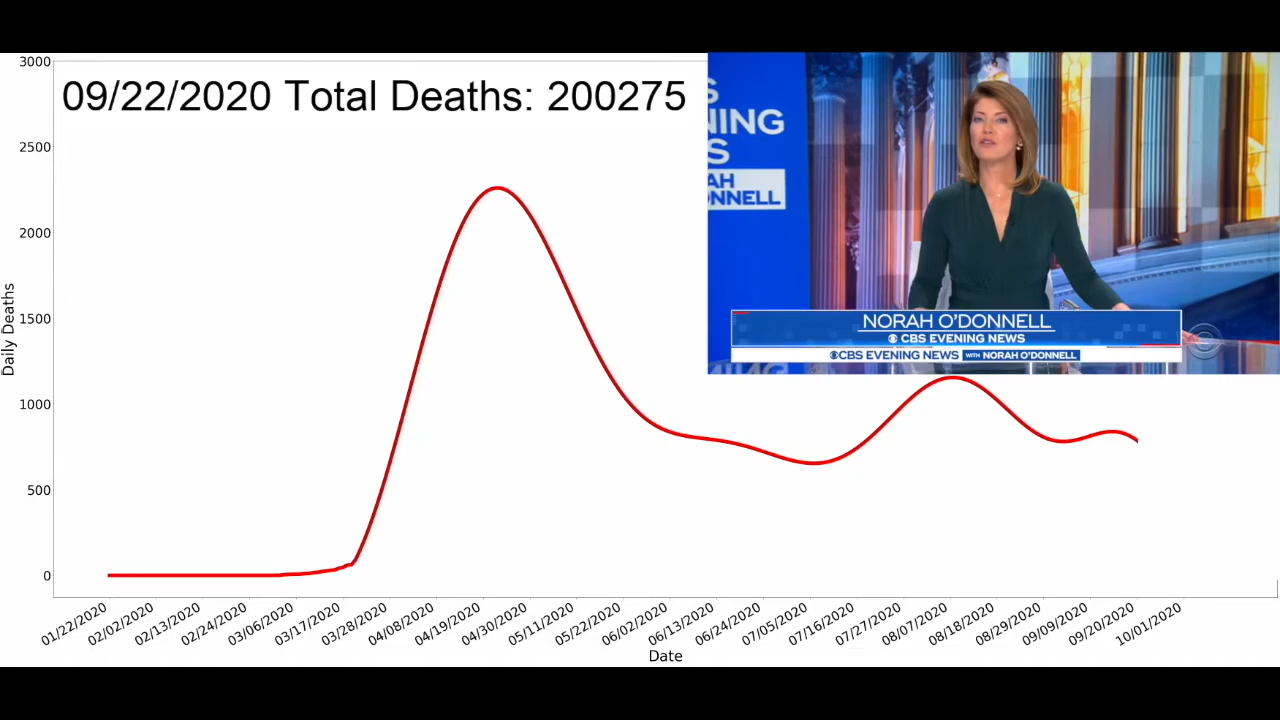 3000
09/22/2020 Total Deaths: 200275
2500
2000
1500
1000
500
0
Daily Deaths
01/22/2020
02/02/2020
02/13/2020
02/24/2020
03/06/2020
03/17/2020
03/28/2020
04/08/2020
04/19/2020
04/30/2020
05/11/2020
05/22/2020
06/02/2020
06/13/2020
06/24/2020
07/05/2020
07/16/2020
07/27/2020
08/07/2020
08/18/2020
08/29/2020
09/09/2020
09/20/2020
10/01/2020
Date
S
NING
S
AH
ONNELL
NORAH O'DONNELL
CBS EVENING NEWS
CBS EVENING NEWS WITH NORAH O'DONNELL